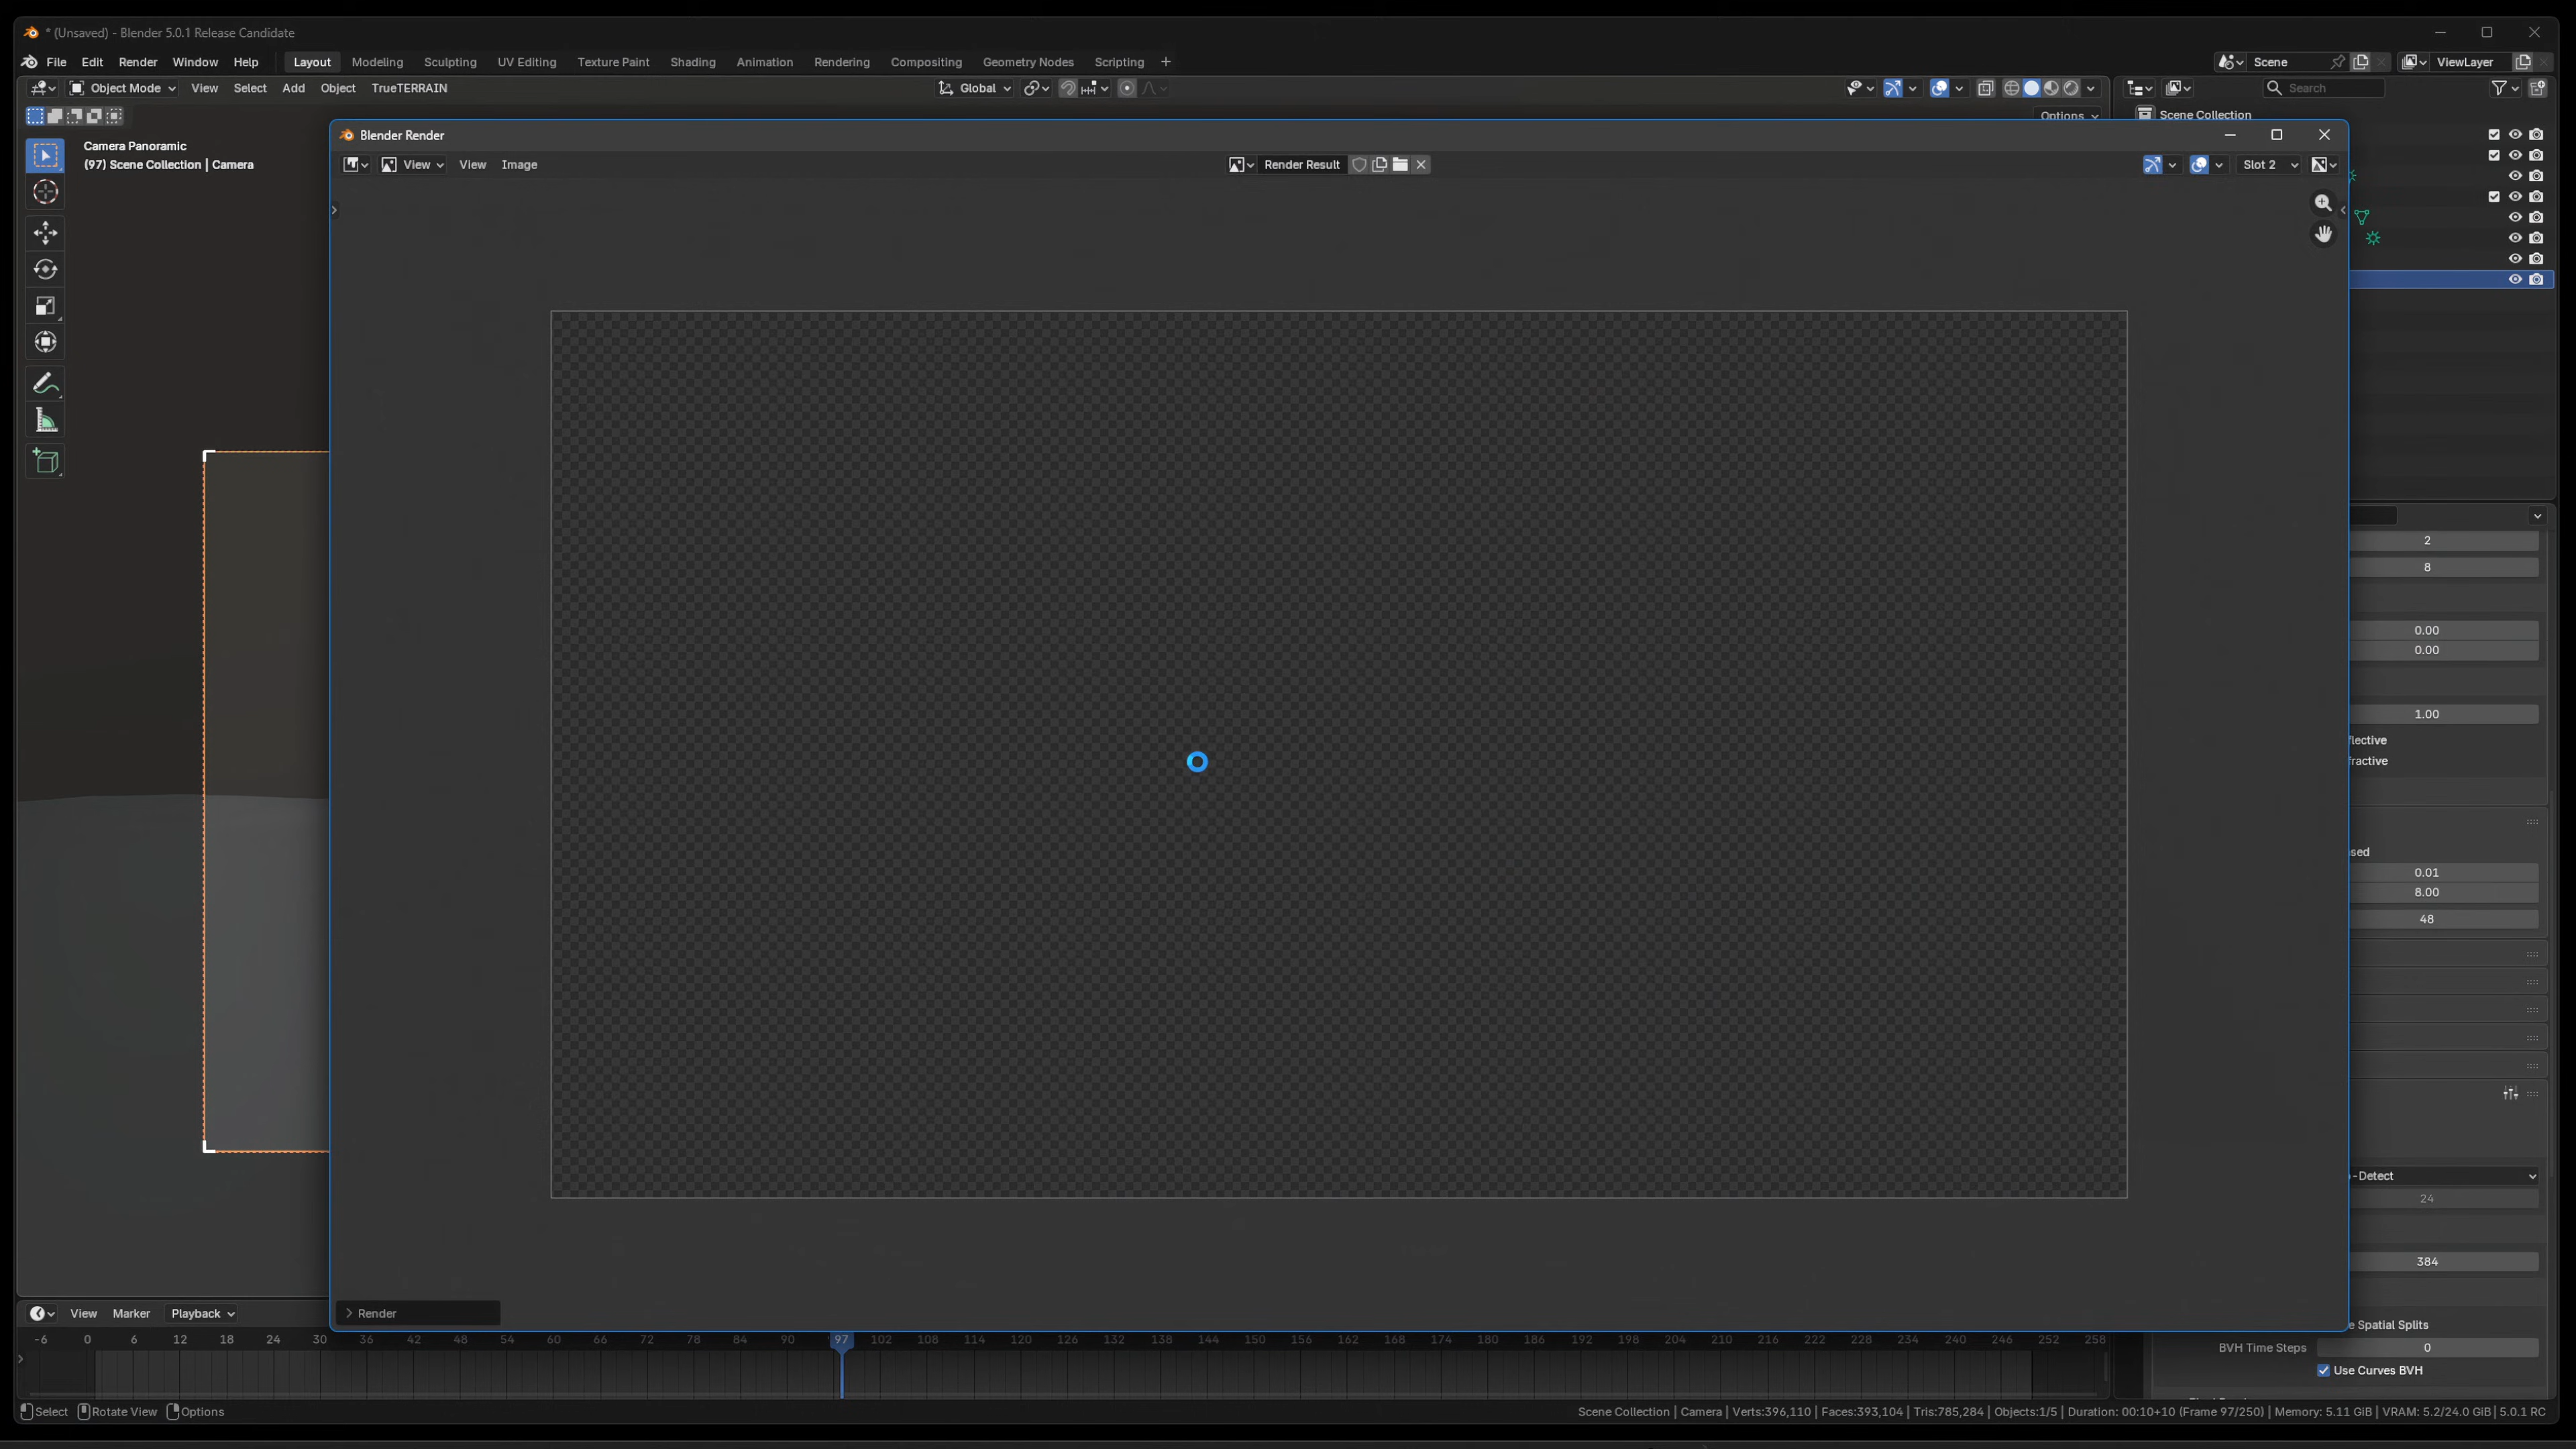 * (Unsaved) - Blender 5.0.1 Release Candidate
File Edit Render Window Help Layout Modeling Sculpting UV Editing Texture Paint Shading Animation Rendering Compositing Geometry Nodes Scripting + Scene ViewLayer
Object Mode View Select Add Object TrueTERRAIN Global Search
Options Scene Collection
Blender Render
Camera Panoramic
(97) Scene Collection | Camera
View View Image Render Result Slot 2
2
8
0.00
0.00
1.00
flective
fractive
sed
0.01
8.00
48
-Detect
24
384
Render
e Spatial Splits
BVH Time Steps 0
Use Curves BVH
View Marker Playback
-6 0 6 12 18 24 30 36 42 48 54 60 66 72 78 84 90 97 102 108 114 120 126 132 138 144 150 156 162 168 174 180 186 192 198 204 210 216 222 228 234 240 246 252 258
Select Rotate View Options
Scene Collection | Camera | Verts:396,110 | Faces:393,104 | Tris:785,284 | Objects:1/5 | Duration: 00:10+10 (Frame 97/250) | Memory: 5.11 GiB | VRAM: 5.2/24.0 GiB | 5.0.1 RC